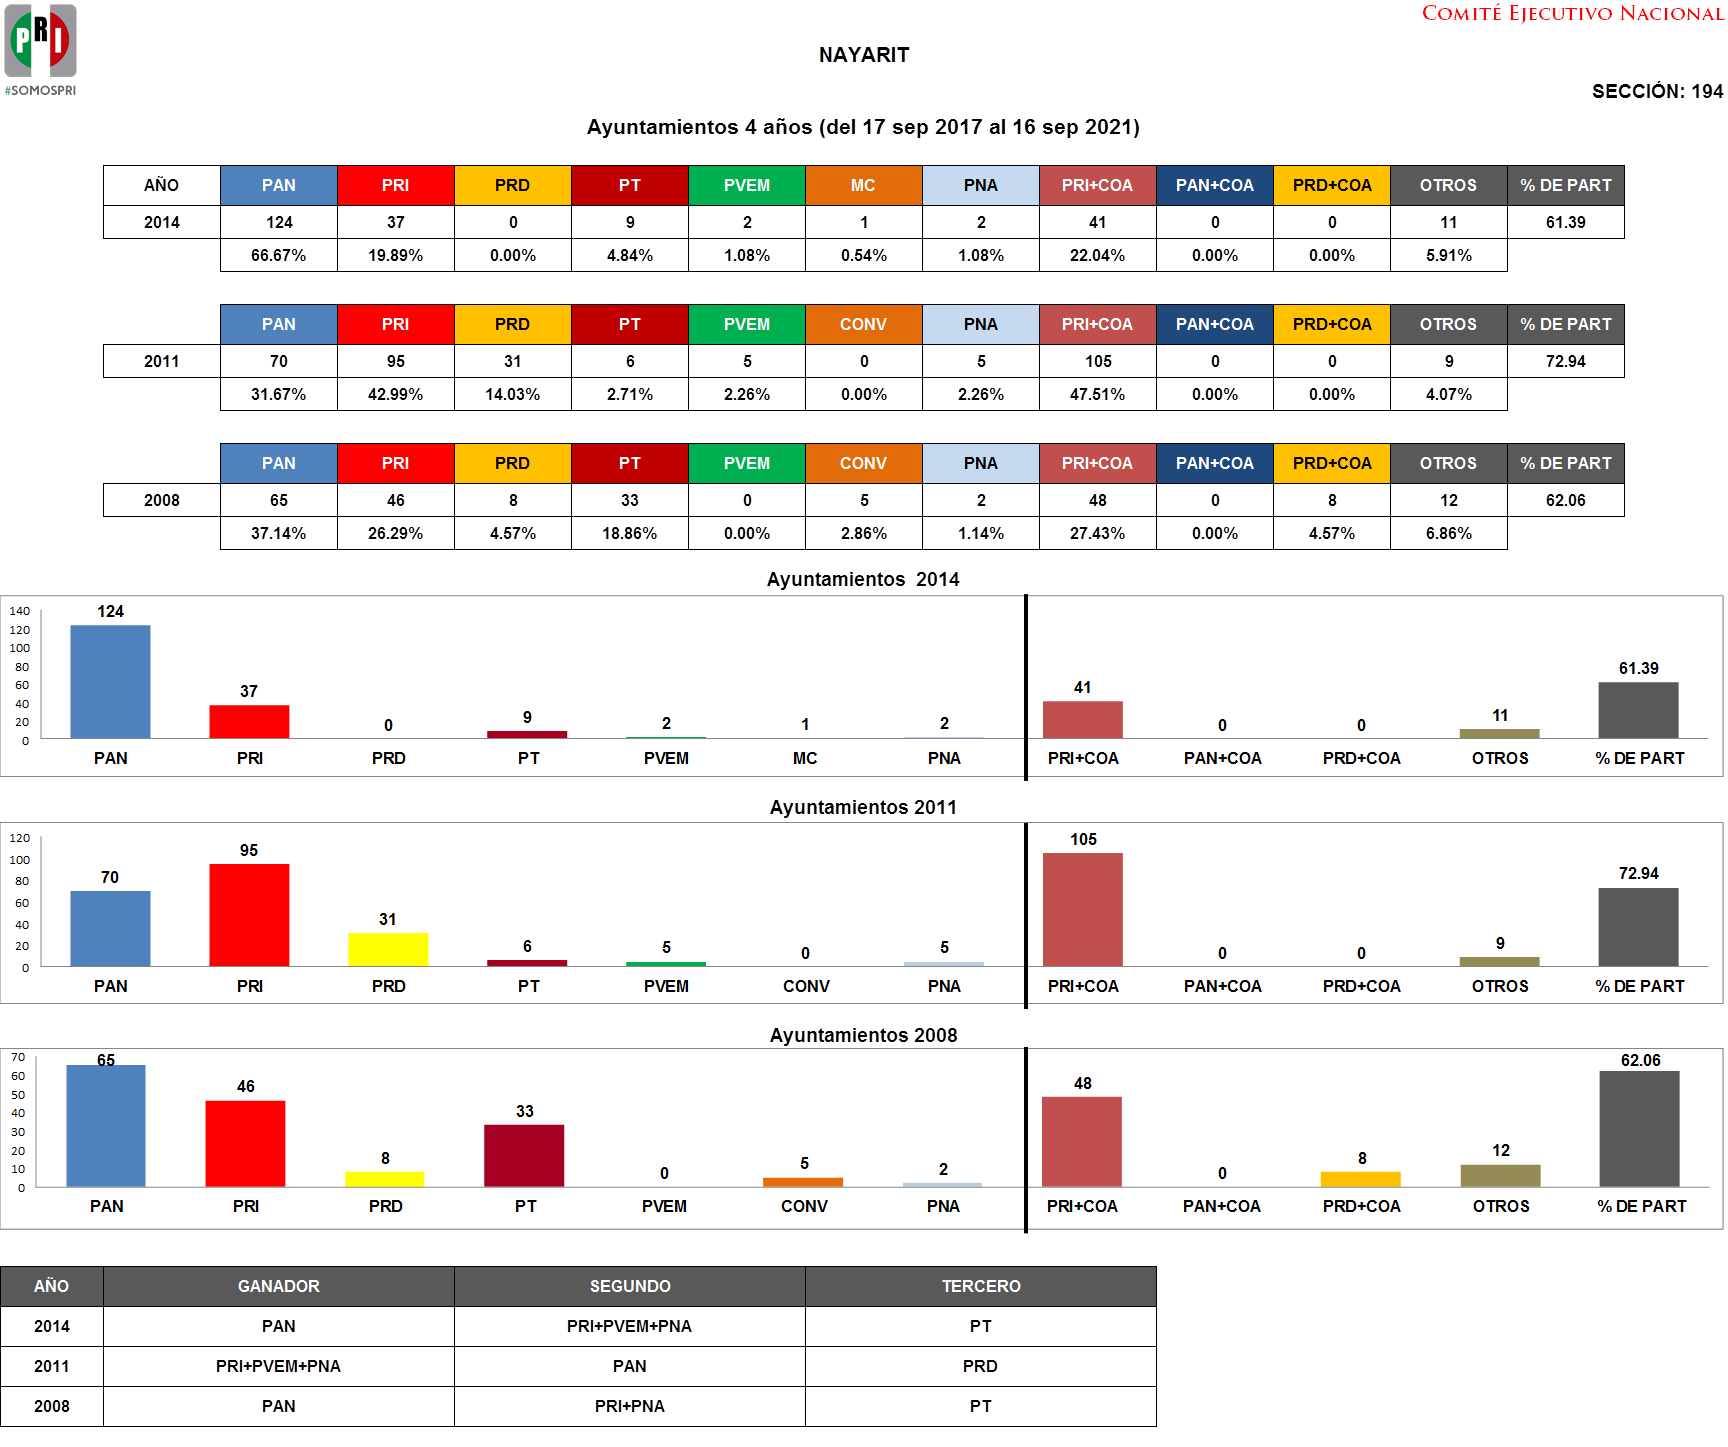 COMITÉ EJECUTIVO NACIONAL
PRI
#SOMOSPRI
NAYARIT
SECCIÓN: 194
Ayuntamientos 4 años (del 17 sep 2017 al 16 sep 2021)
AÑO PAN PRI PRD PT PVEM MC PNA PRI+COA PAN+COA PRD+COA OTROS % DE PART
2014 124 37 0 9 2 1 2 41 0 0 11 61.39
66.67% 19.89% 0.00% 4.84% 1.08% 0.54% 1.08% 22.04% 0.00% 0.00% 5.91%
PAN PRI PRD PT PVEM CONV PNA PRI+COA PAN+COA PRD+COA OTROS % DE PART
2011 70 95 31 6 5 0 5 105 0 0 9 72.94
31.67% 42.99% 14.03% 2.71% 2.26% 0.00% 2.26% 47.51% 0.00% 0.00% 4.07%
PAN PRI PRD PT PVEM CONV PNA PRI+COA PAN+COA PRD+COA OTROS % DE PART
2008 65 46 8 33 0 5 2 48 0 8 12 62.06
37.14% 26.29% 4.57% 18.86% 0.00% 2.86% 1.14% 27.43% 0.00% 4.57% 6.86%
Ayuntamientos 2014
140
120
100
80
60
40
20
0
124 37 0 9 2 1 2 41 0 0 11 61.39
PAN PRI PRD PT PVEM MC PNA PRI+COA PAN+COA PRD+COA OTROS % DE PART
Ayuntamientos 2011
120
100
80
60
40
20
0
70 95 31 6 5 0 5 105 0 0 9 72.94
PAN PRI PRD PT PVEM CONV PNA PRI+COA PAN+COA PRD+COA OTROS % DE PART
Ayuntamientos 2008
70
60
50
40
30
20
10
0
65 46 8 33 0 5 2 48 0 8 12 62.06
PAN PRI PRD PT PVEM CONV PNA PRI+COA PAN+COA PRD+COA OTROS % DE PART
AÑO GANADOR SEGUNDO TERCERO
2014 PAN PRI+PVEM+PNA PT
2011 PRI+PVEM+PNA PAN PRD
2008 PAN PRI+PNA PT